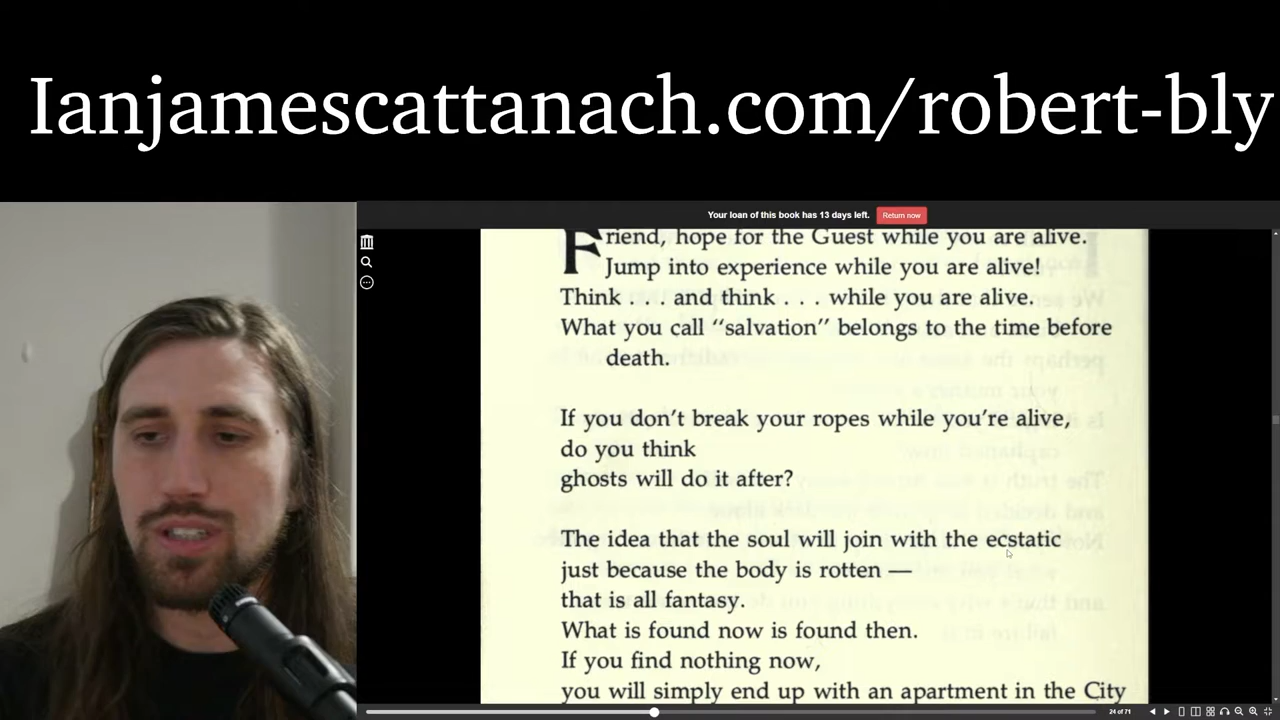 Ianjamescattanach.com/robert-bly
Your loan of this book has 13 days left. Return now
Friend, hope for the Guest while you are alive.
Jump into experience while you are alive!
Think . . . and think . . . while you are alive.
What you call “salvation” belongs to the time before
death.
If you don’t break your ropes while you’re alive,
do you think
ghosts will do it after?
The idea that the soul will join with the ecstatic
just because the body is rotten —
that is all fantasy.
What is found now is found then.
If you find nothing now,
you will simply end up with an apartment in the City
24 of 71